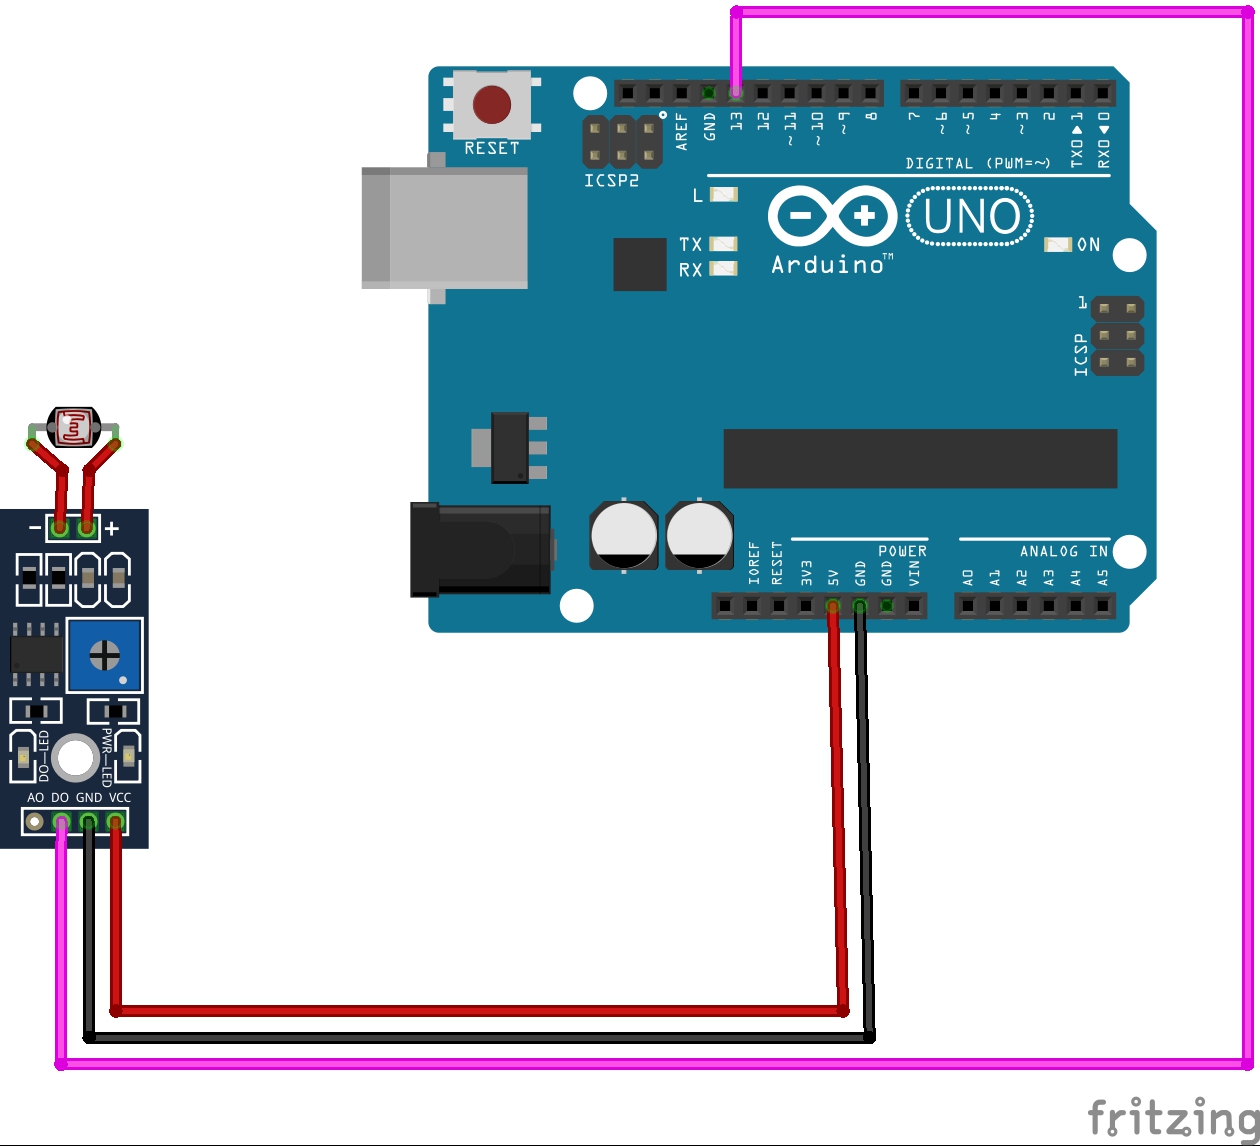 RESET
ICSP2
AREF
GND
13
12
~11
~10
~9
8
7
~6
~5
4
~3
2
TXO▶1
RXO◀0
DIGITAL (PWM=~)
L
TX
RX
UNO
Arduino™
ON
1
ICSP
POWER
ANALOG IN
IOREF
RESET
3V3
5V
GND
GND
VIN
A0
A1
A2
A3
A4
A5
- +
DO—LED
PWR—LED
AO DO GND VCC
fritzing